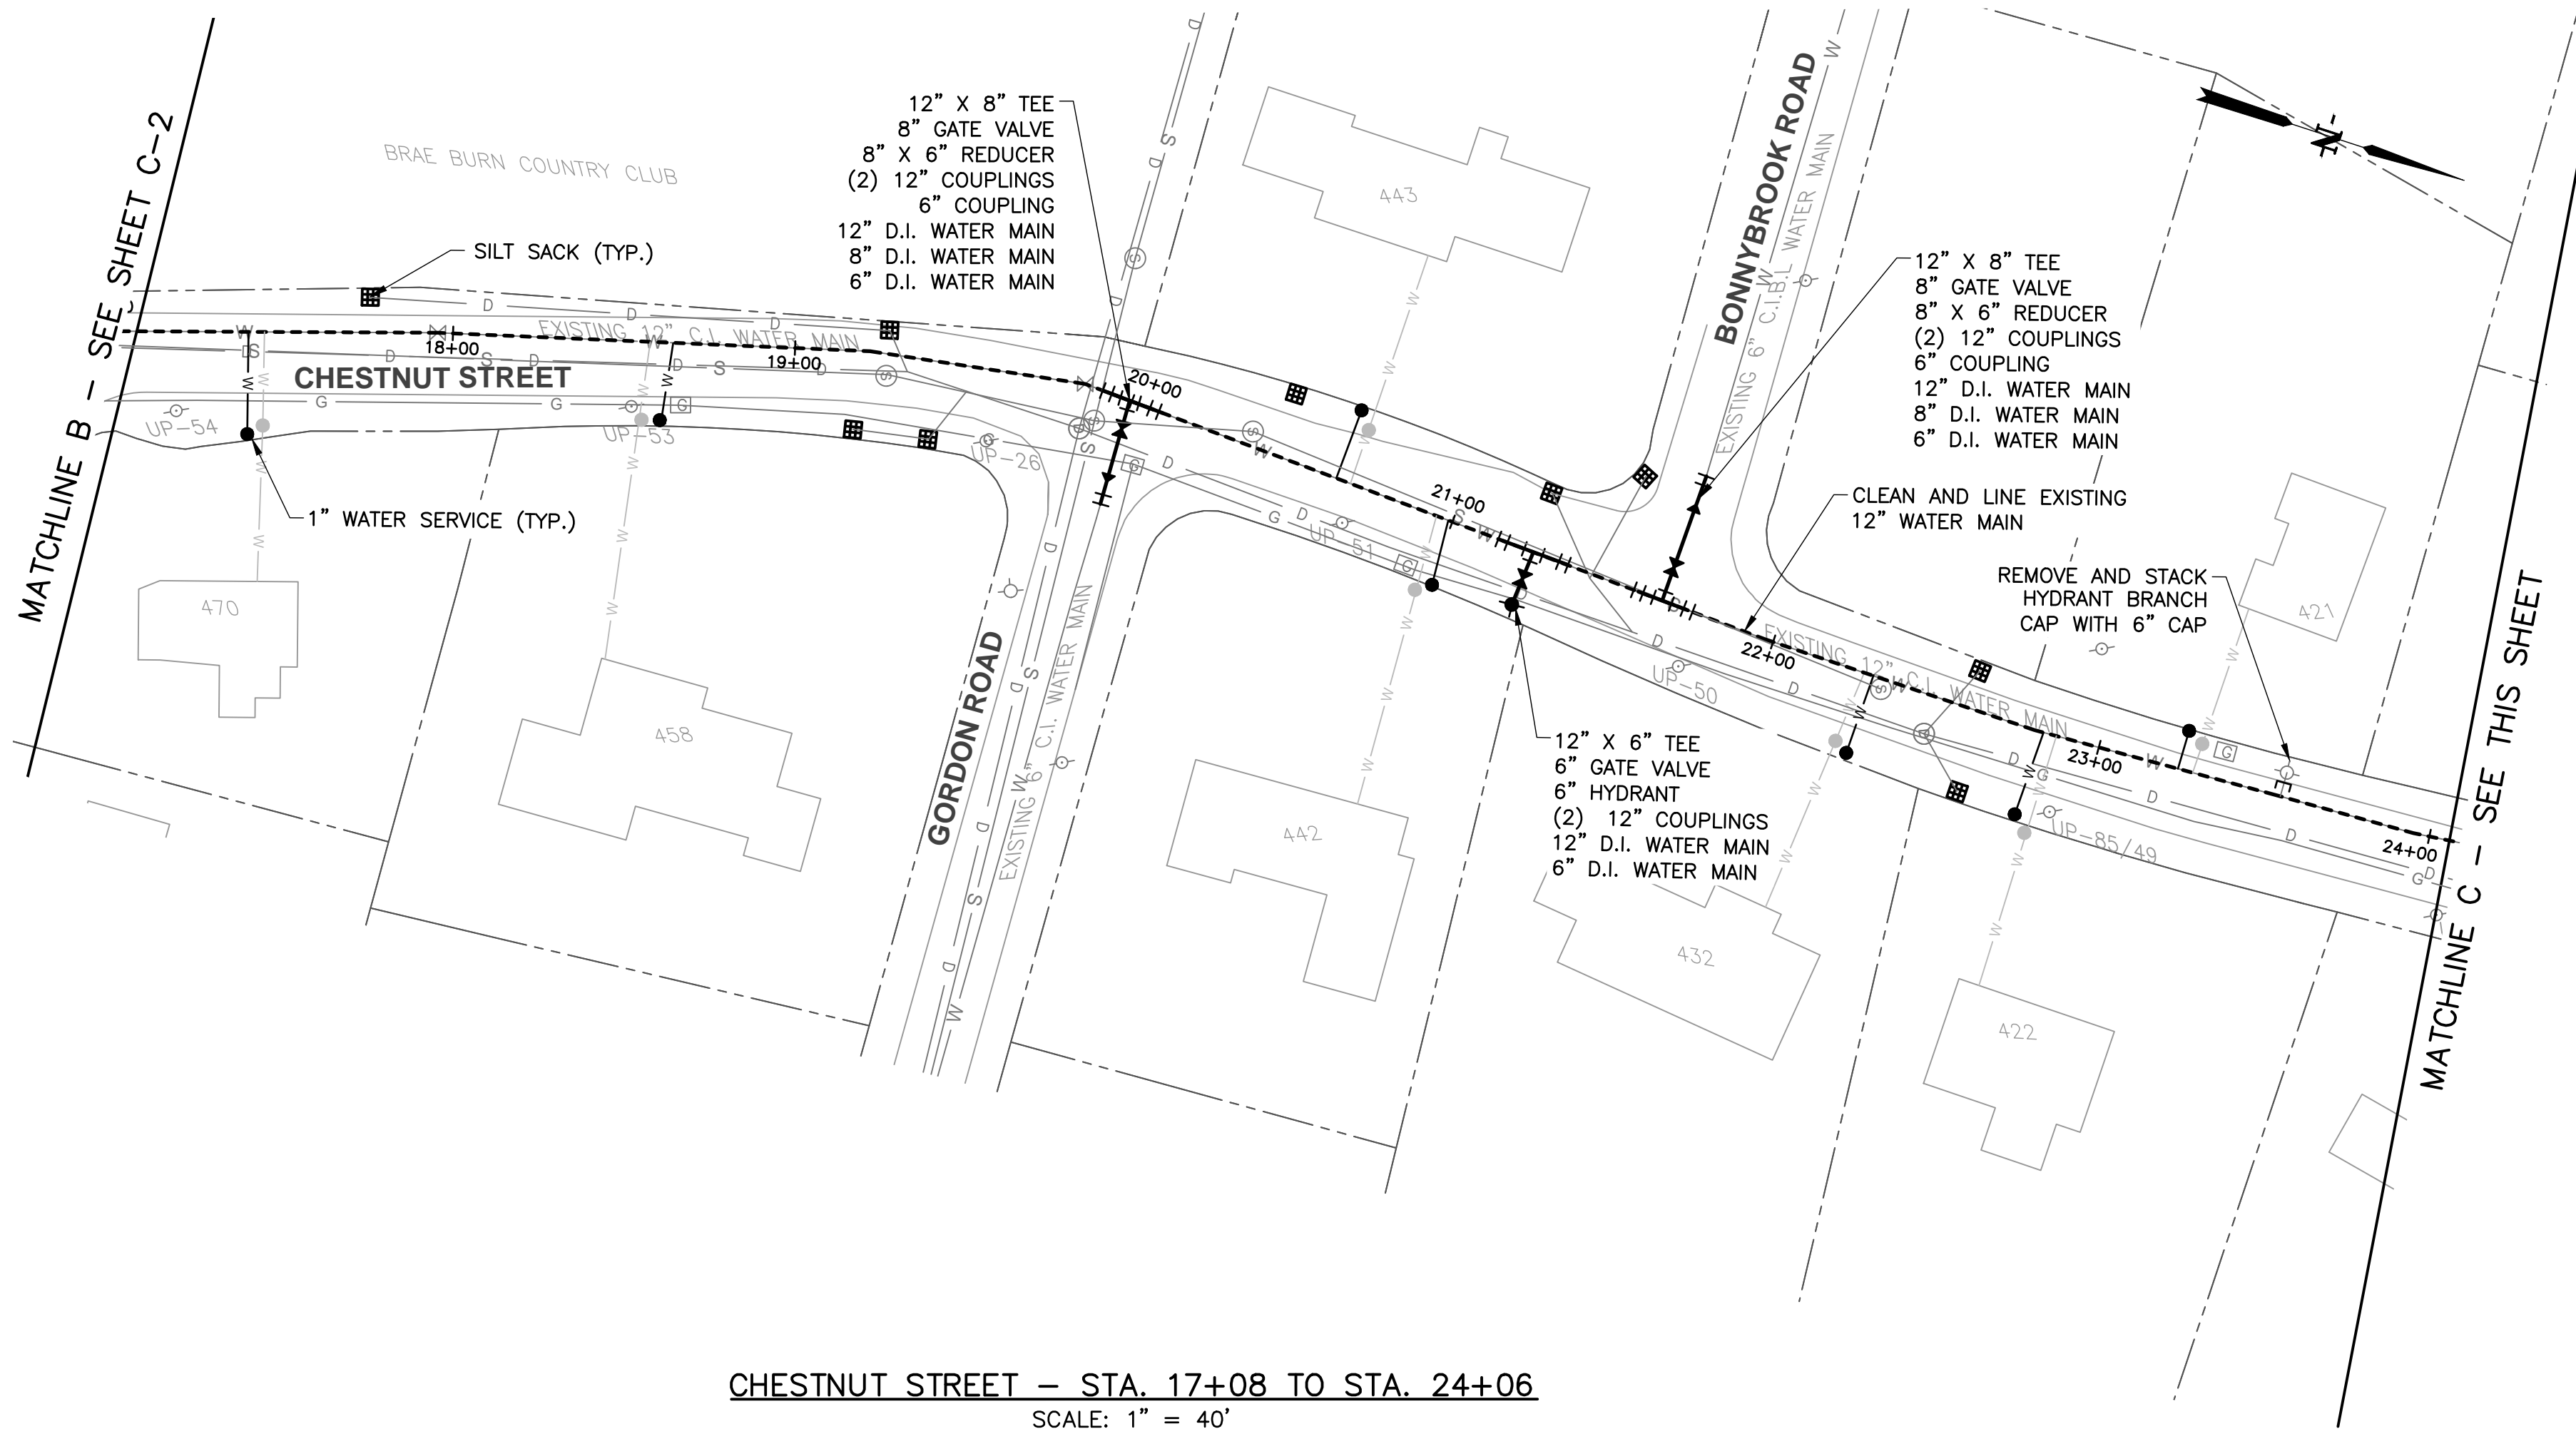 MATCHLINE B - SEE SHEET C-2
BRAE BURN COUNTRY CLUB
SILT SACK (TYP.)
12" X 8" TEE
8" GATE VALVE
8" X 6" REDUCER
(2) 12" COUPLINGS
6" COUPLING
12" D.I. WATER MAIN
8" D.I. WATER MAIN
6" D.I. WATER MAIN
443
BONNYBROOK ROAD
EXISTING 6" C.I.B.L WATER MAIN
-N-
12" X 8" TEE
8" GATE VALVE
8" X 6" REDUCER
(2) 12" COUPLINGS
6" COUPLING
12" D.I. WATER MAIN
8" D.I. WATER MAIN
6" D.I. WATER MAIN
EXISTING 12" C.I. WATER MAIN
18+00
19+00
20+00
21+00
22+00
23+00
24+00
CHESTNUT STREET
UP-54
UP-53
UP-26
UP-51
UP-50
UP-85/49
1" WATER SERVICE (TYP.)
CLEAN AND LINE EXISTING
12" WATER MAIN
REMOVE AND STACK
HYDRANT BRANCH
CAP WITH 6" CAP
421
EXISTING 12" C.I. WATER MAIN
470
458
GORDON ROAD
EXISTING 6" C.I. WATER MAIN
442
12" X 6" TEE
6" GATE VALVE
6" HYDRANT
(2) 12" COUPLINGS
12" D.I. WATER MAIN
6" D.I. WATER MAIN
432
422
MATCHLINE C - SEE THIS SHEET
CHESTNUT STREET - STA. 17+08 TO STA. 24+06
SCALE: 1" = 40'